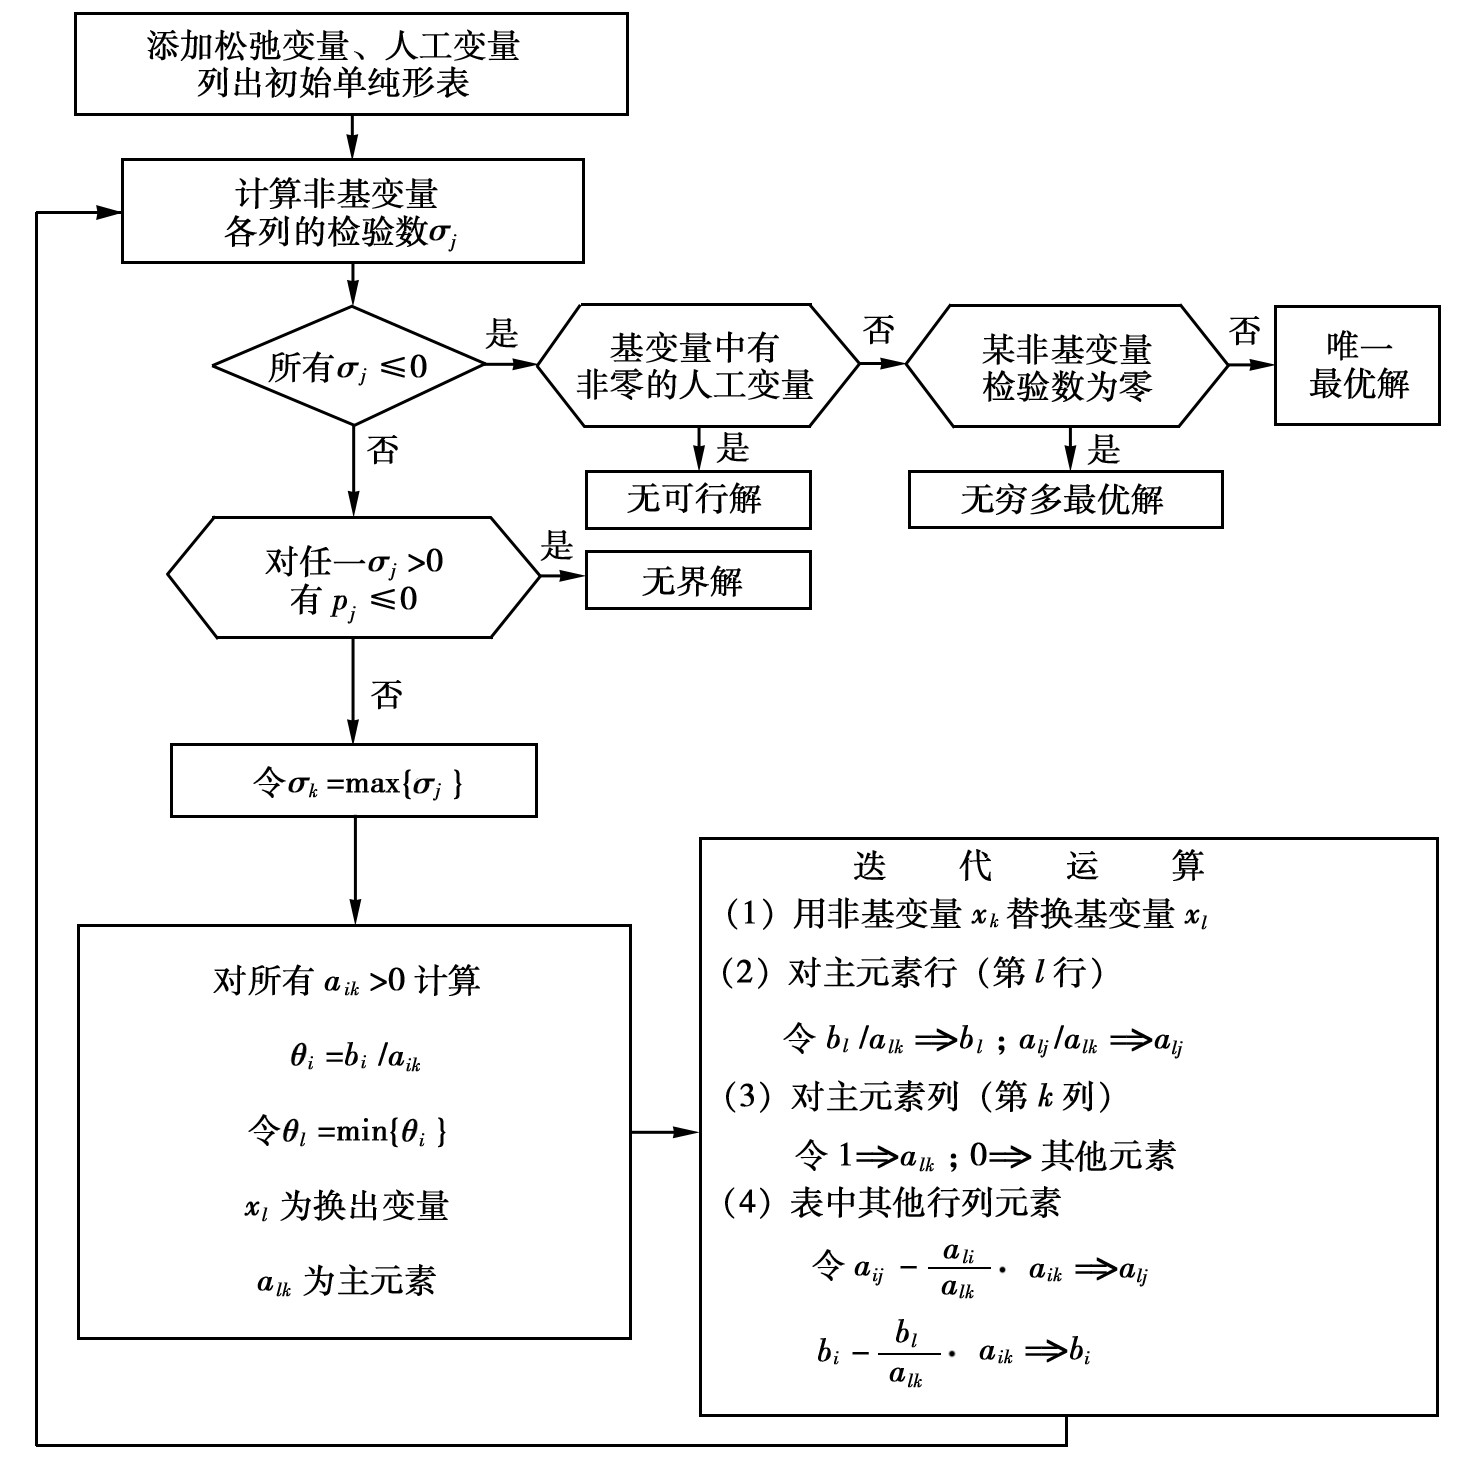 添加松弛变量、人工变量
列出初始单纯形表
计算非基变量
各列的检验数σj
所有σj ≤0
是
基变量中有
非零的人工变量
否
某非基变量
检验数为零
否
唯一
最优解
是
无可行解
是
无穷多最优解
否
对任一σj >0
有 pj ≤0
是
无界解
否
令σk =max{σj }
对所有 aik >0 计算
θi =bi /aik
令θl =min{θi }
xl 为换出变量
alk 为主元素
迭 代 运 算
（1）用非基变量 xk 替换基变量 xl
（2）对主元素行（第 l 行）
令 bl /alk ⇒bl ；alj /alk ⇒alj
（3）对主元素列（第 k 列）
令 1⇒alk ；0⇒ 其他元素
（4）表中其他行列元素
令 aij − ali/alk · aik ⇒alj
bi − bl/alk · aik ⇒bi